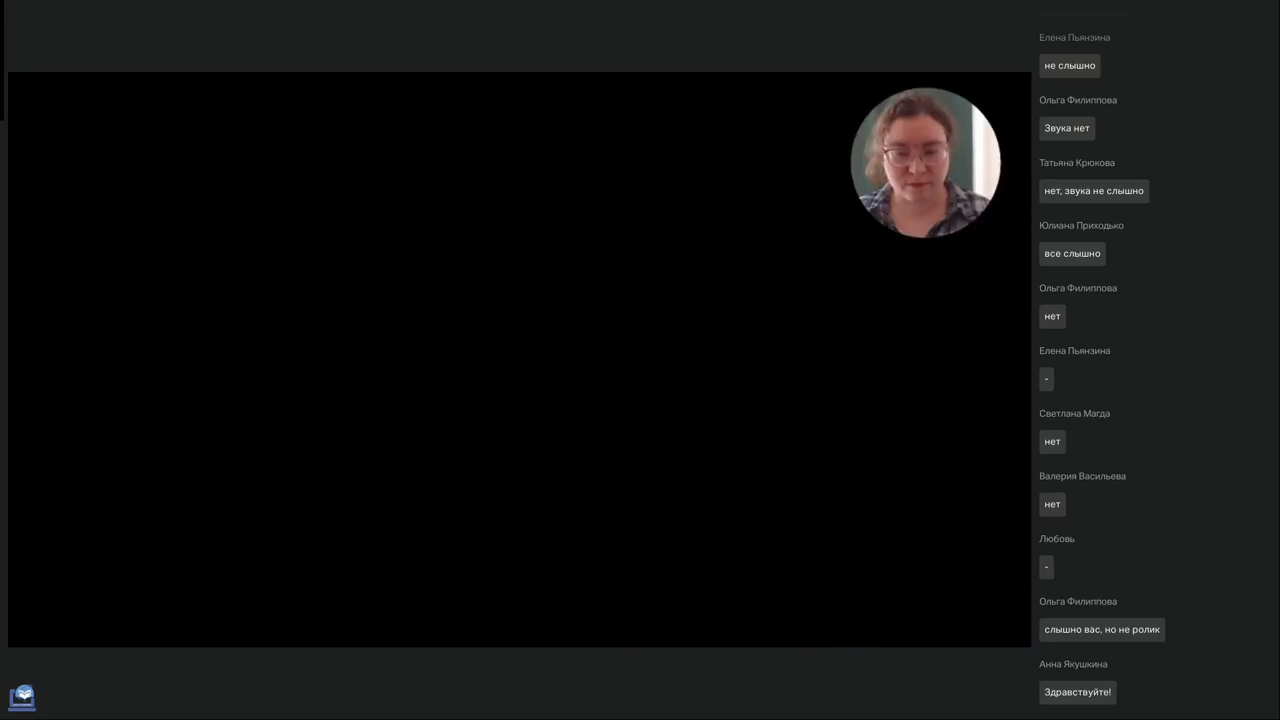 Елена Пьянзина
не слышно
Ольга Филиппова
Звука нет
Татьяна Крюкова
нет, звука не слышно
Юлиана Приходько
все слышно
Ольга Филиппова
нет
Елена Пьянзина
-
Светлана Магда
нет
Валерия Васильева
нет
Любовь
-
Ольга Филиппова
слышно вас, но не ролик
Анна Якушкина
Здравствуйте!